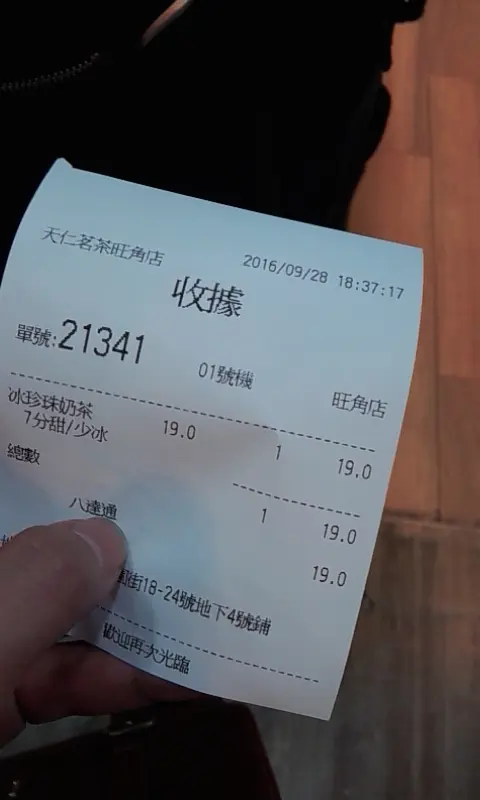 天仁茗茶旺角店 2016/09/28 18:37:17
收據
單號:21341 01號機 旺角店
冰珍珠奶茶 19.0 1 19.0
7分甜/少冰
總數 1 19.0
八達通 19.0
街18-24號地下4號鋪
歡迎再次光臨